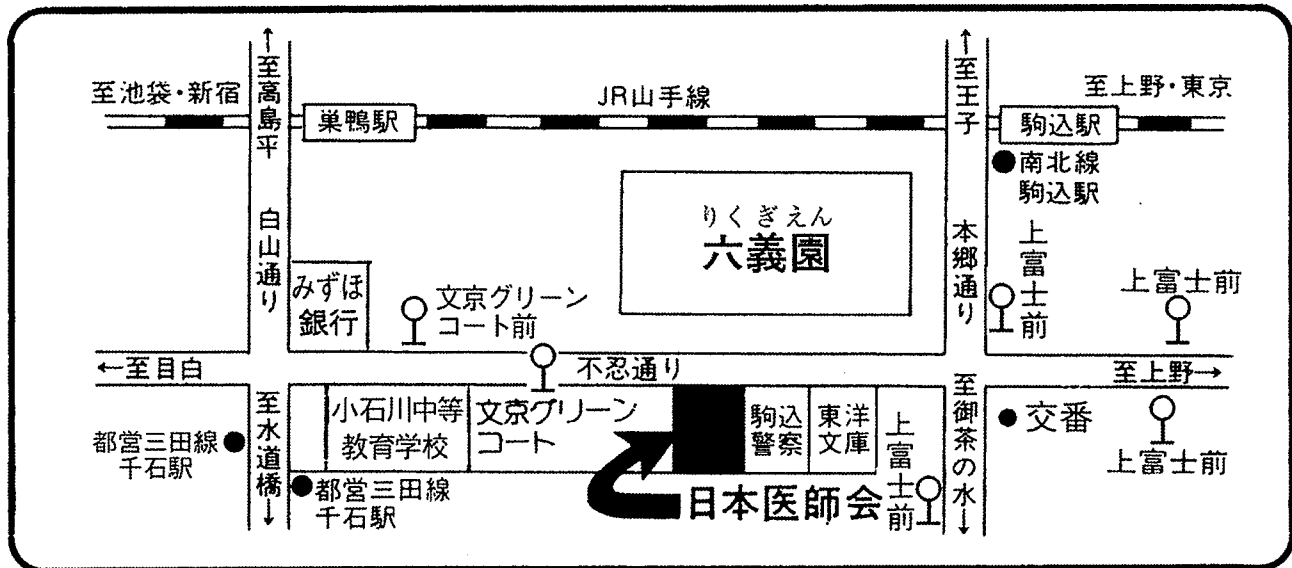 至池袋・新宿
←至高島平
巣鴨駅
JR山手線
←至王子
至上野・東京
駒込駅
南北線
駒込駅
白山通り
りくぎえん
六義園
本郷通り
上富士前
上富士前
みずほ
銀行
文京グリーン
コート前
←至目白
不忍通り
至上野→
至水道橋→
小石川中等
教育学校
文京グリーン
コート
駒込
警察
東洋
文庫
上富士前
至御茶の水→
交番
上富士前
都営三田線
千石駅
都営三田線
千石駅
日本医師会